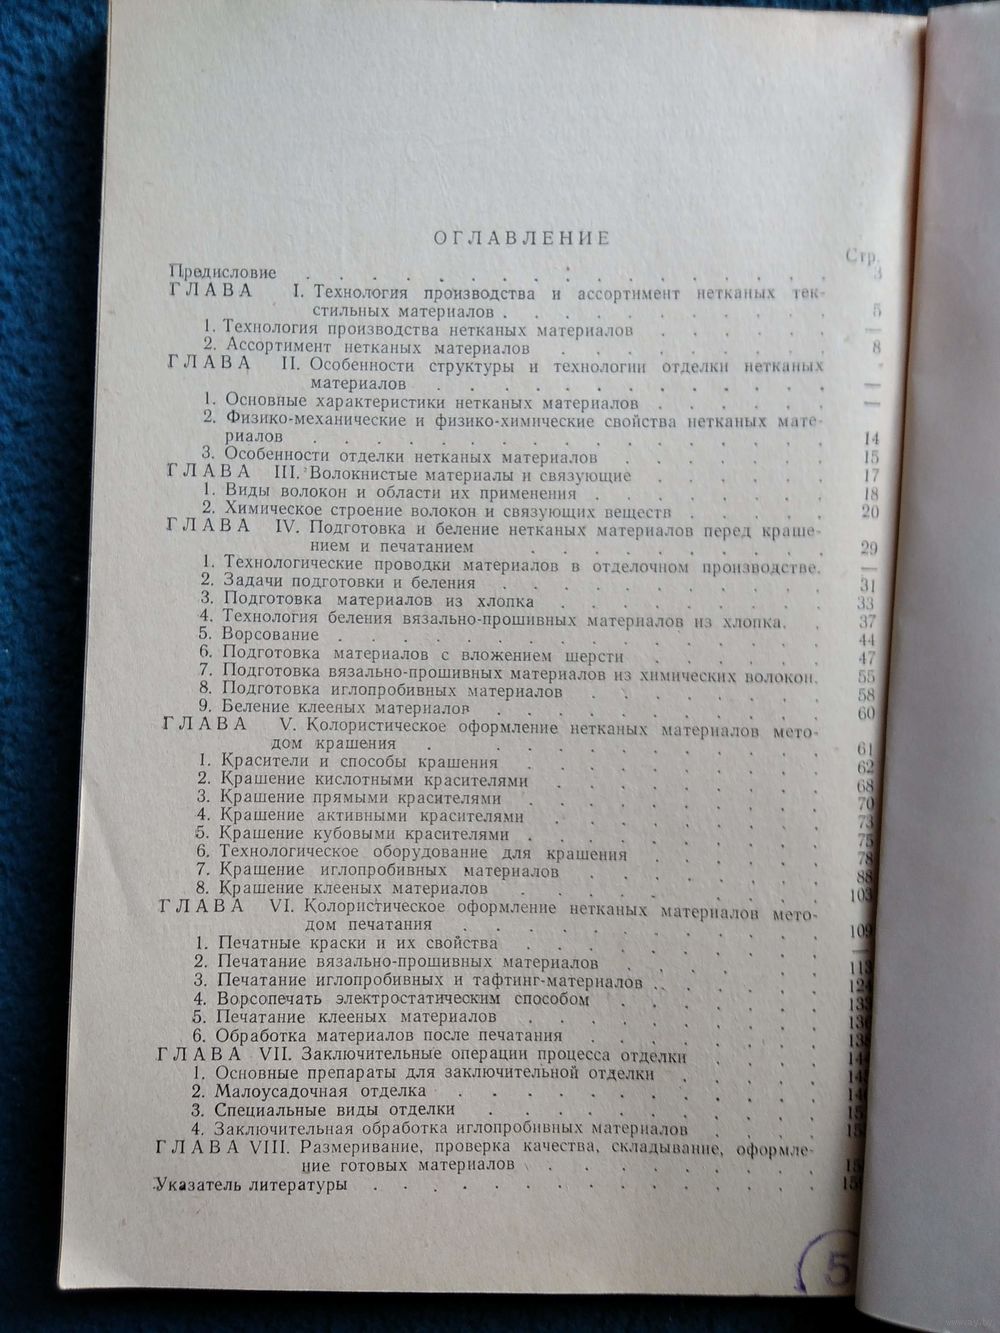 ОГЛАВЛЕНИЕ
Стр.
Предисловие . . . . . . . . . . . . . . . . 3
ГЛАВА I. Технология производства и ассортимент нетканых тек-
стильных материалов . . . . . . . . . . 5
1. Технология производства нетканых материалов . . . . . . —
2. Ассортимент нетканых материалов . . . . . . . . . 8
ГЛАВА II. Особенности структуры и технологии отделки нетканых
материалов . . . . . . . . . . . . . —
1. Основные характеристики нетканых материалов . . . . . . —
2. Физико-механические и физико-химические свойства нетканых мате-
риалов . . . . . . . . . . . . . . . . 14
3. Особенности отделки нетканых материалов . . . . . . . 15
ГЛАВА III. Волокнистые материалы и связующие . . . . . . 17
1. Виды волокон и области их применения . . . . . . . . 18
2. Химическое строение волокон и связующих веществ . . . . . 20
ГЛАВА IV. Подготовка и беление нетканых материалов перед краше-
нием и печатанием . . . . . . . . . . 29
1. Технологические проводки материалов в отделочном производстве. —
2. Задачи подготовки и беления . . . . . . . . . . . 31
3. Подготовка материалов из хлопка . . . . . . . . . 33
4. Технология беления вязально-прошивных материалов из хлопка. . 37
5. Ворсование . . . . . . . . . . . . . . . 44
6. Подготовка материалов с вложением шерсти . . . . . . 47
7. Подготовка вязально-прошивных материалов из химических волокон. 55
8. Подготовка иглопробивных материалов . . . . . . . . 58
9. Беление клееных материалов . . . . . . . . . . . 60
ГЛАВА V. Колористическое оформление нетканых материалов мето-
дом крашения . . . . . . . . . . . . 61
1. Красители и способы крашения . . . . . . . . . . 62
2. Крашение кислотными красителями . . . . . . . . . 68
3. Крашение прямыми красителями . . . . . . . . . . 70
4. Крашение активными красителями . . . . . . . . . 73
5. Крашение кубовыми красителями . . . . . . . . . . 75
6. Технологическое оборудование для крашения . . . . . . 78
7. Крашение иглопробивных материалов . . . . . . . . 88
8. Крашение клееных материалов . . . . . . . . . . 103
ГЛАВА VI. Колористическое оформление нетканых материалов мето-
дом печатания . . . . . . . . . . . . 109
1. Печатные краски и их свойства . . . . . . . . . . —
2. Печатание вязально-прошивных материалов . . . . . . . 113
3. Печатание иглопробивных и тафтинг-материалов . . . . . . 124
4. Ворсопечать электростатическим способом . . . . . . . 133
5. Печатание клееных материалов . . . . . . . . . . 136
6. Обработка материалов после печатания . . . . . . . . 138
ГЛАВА VII. Заключительные операции процесса отделки . . . .
1. Основные препараты для заключительной отделки . . . . .
2. Малоусадочная отделка . . . . . . . . . . . .
3. Специальные виды отделки . . . . . . . . . . .
4. Заключительная обработка иглопробивных материалов . . . .
ГЛАВА VIII. Размеривание, проверка качества, складывание, оформле-
ние готовых материалов . . . . . . . . .
Указатель литературы . . . . . . . . . . . . . .
5
www.ay.by